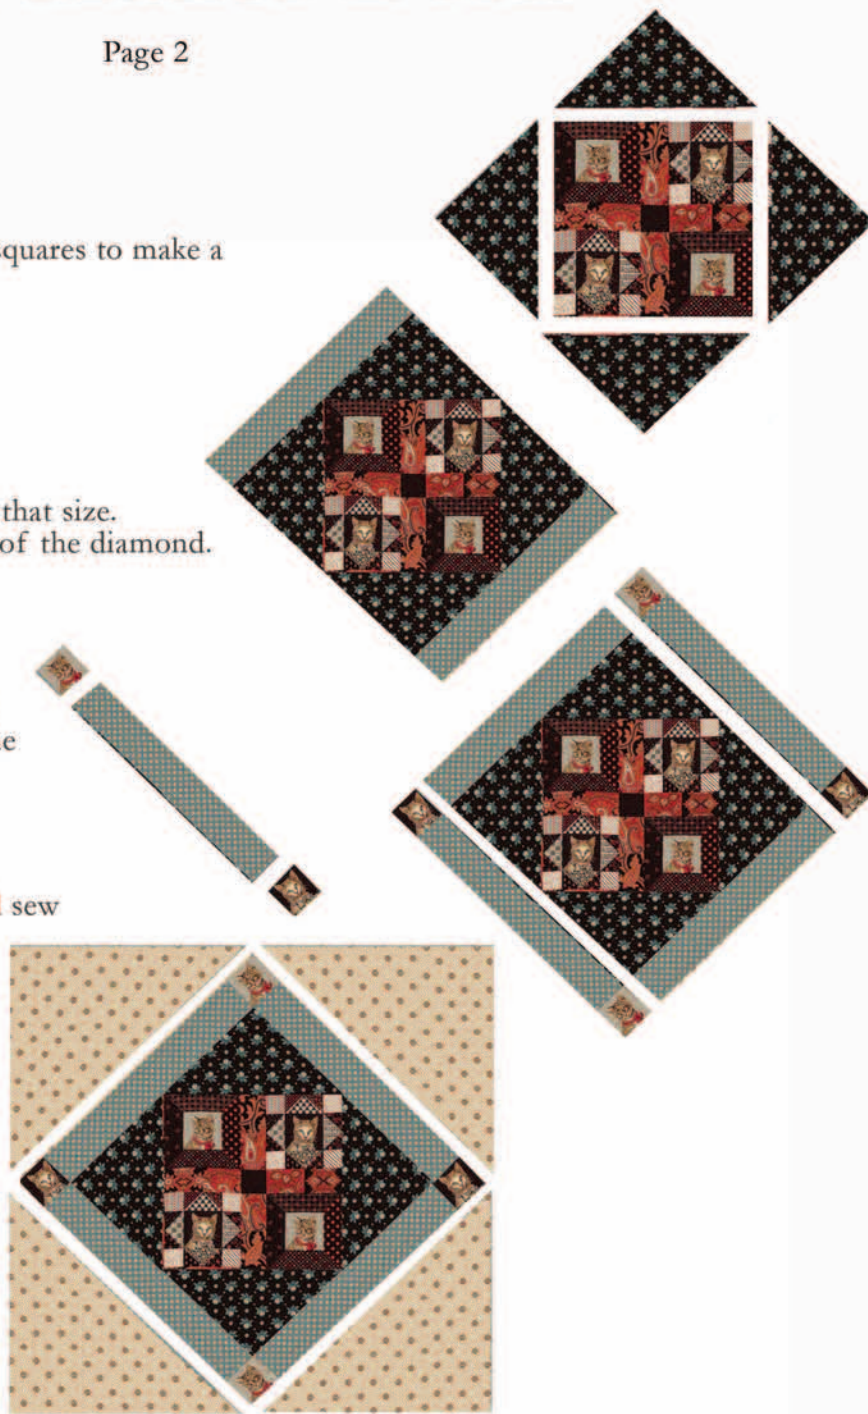 Page 2
squares to make a
that size.
of the diamond.
sew